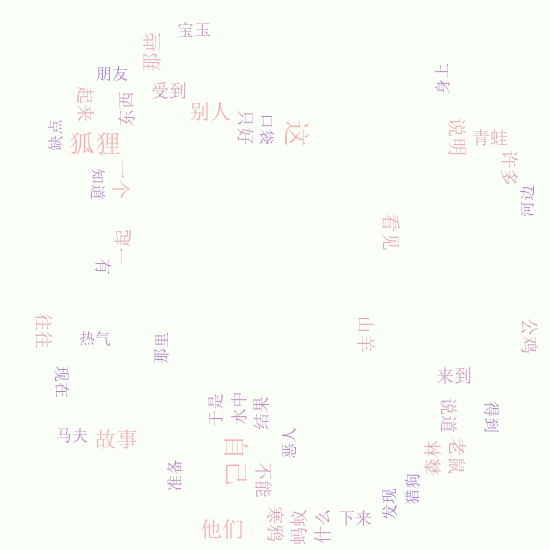 宝玉
那些
朋友
身上
受到
起来
东西
别人
只好
口袋
这
缺点
狐狸
说明
青蛙
许多
知道
一个
河边
看见
一起
有
往往
热气
那里
山羊
公鸡
现在
来到
于是
水中
结果
说道
得到
马夫
故事
恶人
自己
不能
森林
老鼠
准备
猎狗
发现
他们
寒鸦
蚂蚁
什么
下来